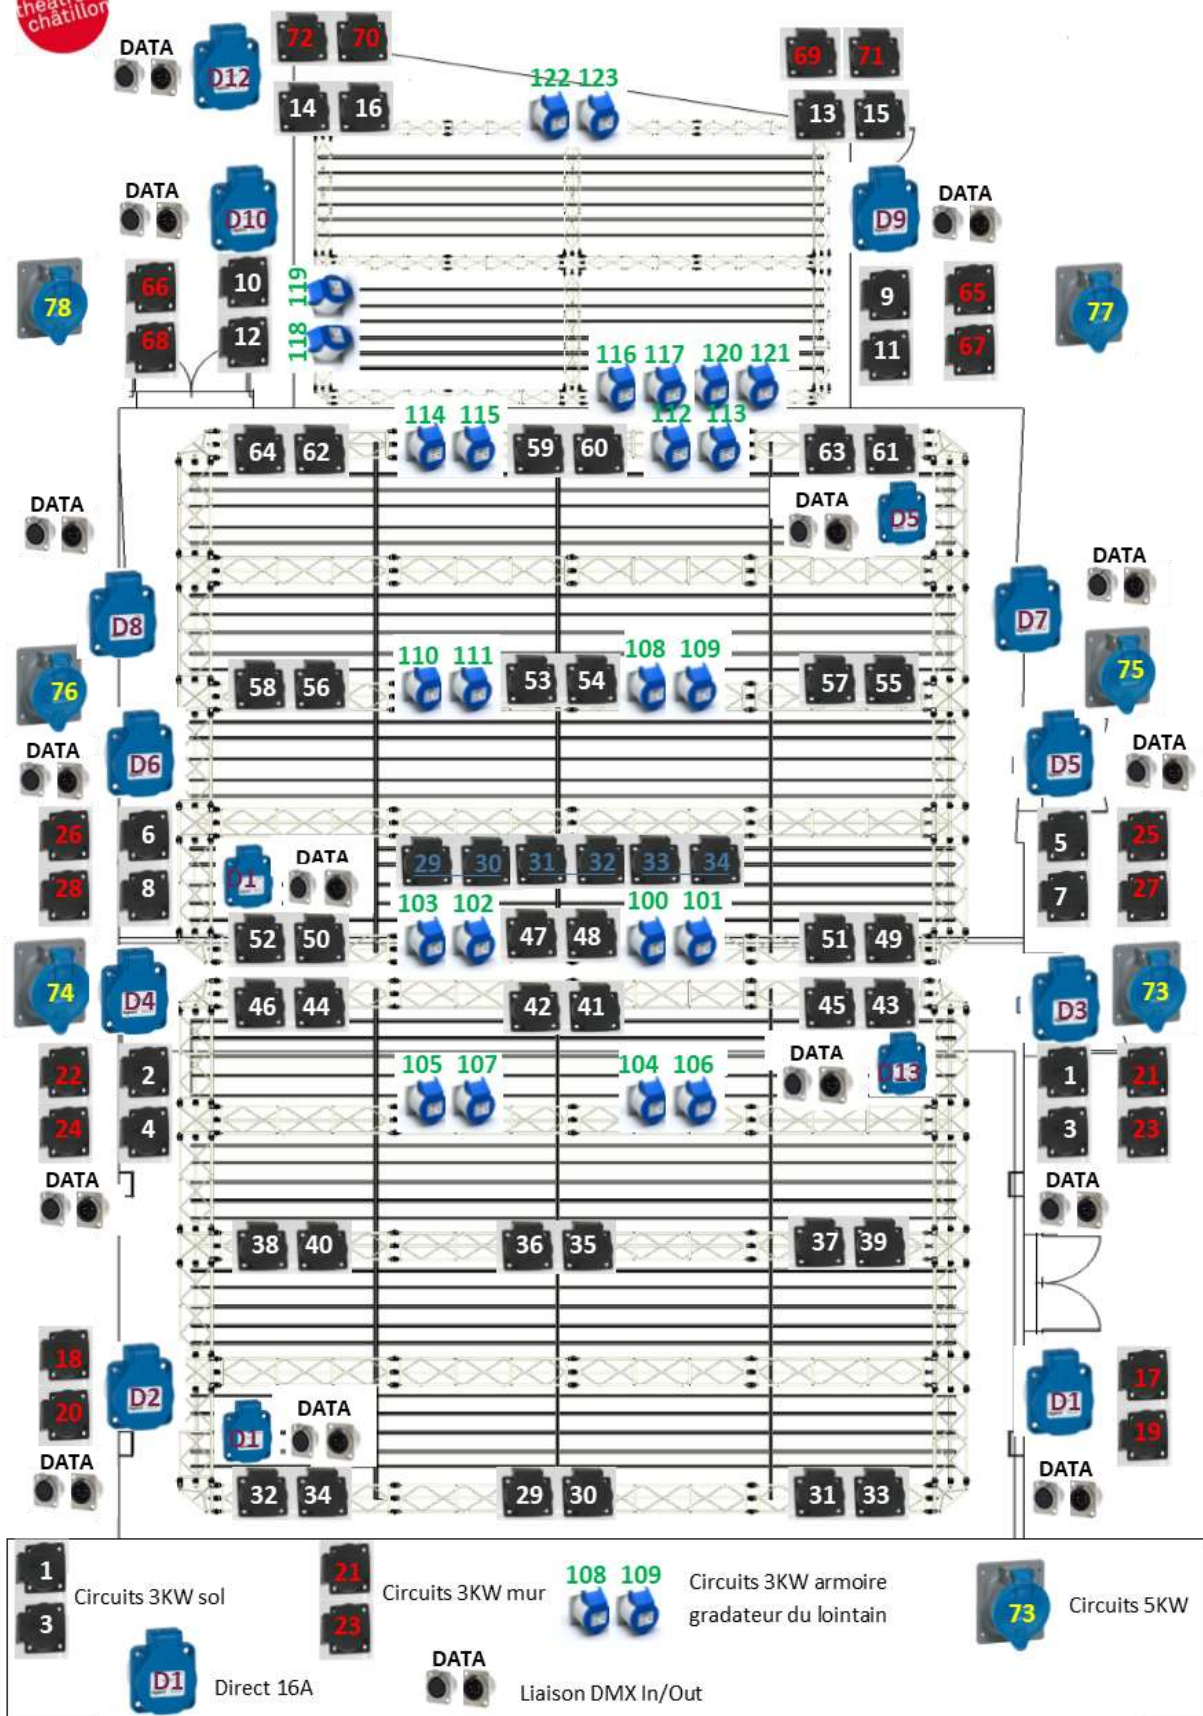 théâtre
châtillon
DATA D12 72 70 69 71
122 123
14 16 13 15
DATA DATA
D10 D9
119
78 66 10 9 65 77
118
68 12 11 67
116 117 120 121
114 115 112 113
64 62 59 60 63 61
DATA DATA D5
DATA
D8 D7
110 111 108 109
76 58 56 53 54 57 55 75
DATA D6 D5 DATA
26 6 5 25
DATA
D1 29 30 31 32 33 34
28 8 7 27
103 102 100 101
52 50 47 48 51 49
74 D4 46 44 42 41 45 43 D3 73
DATA D13
22 2 105 107 104 106 1 21
24 4 3 23
DATA DATA
38 40 36 35 37 39
18 17
D2 D1
20 19
DATA
D1
DATA DATA
32 34 29 30 31 33
1 21 108 109
Circuits 3KW sol Circuits 3KW mur Circuits 3KW armoire
gradateur du lointain
73 Circuits 5KW
3 23
DATA
D1 Direct 16A Liaison DMX In/Out